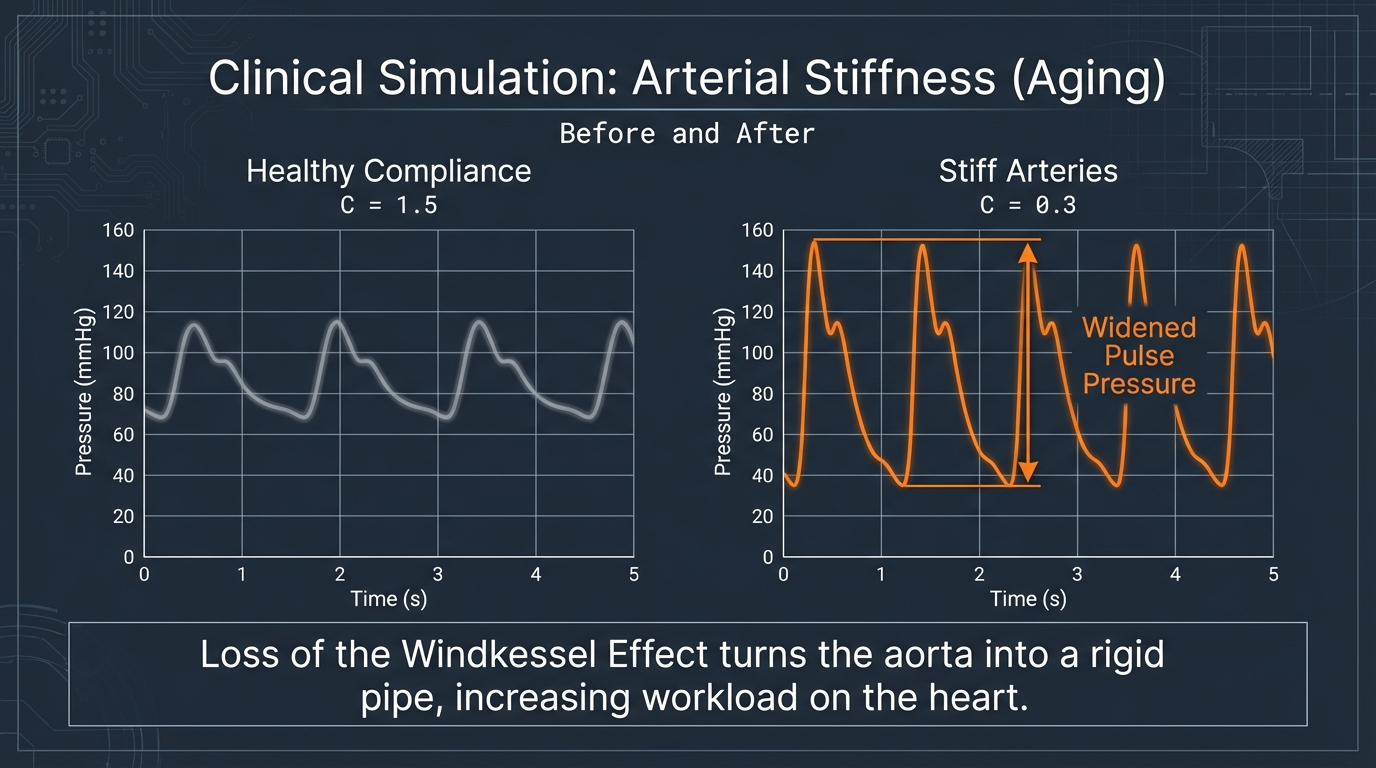 Clinical Simulation: Arterial Stiffness (Aging)
Before and After
Healthy Compliance
C = 1.5
160
140
120
100
80
60
40
20
0
Pressure (mmHg)
0 1 2 3 4 5
Time (s)
Stiff Arteries
C = 0.3
160
140
120
100
80
60
40
20
0
Pressure (mmHg)
Widened
Pulse
Pressure
0 1 2 3 4 5
Time (s)
Loss of the Windkessel Effect turns the aorta into a rigid
pipe, increasing workload on the heart.